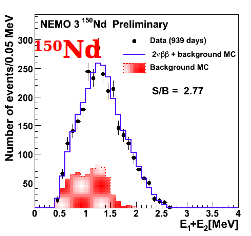 NEMO 3 ¹⁵⁰Nd Preliminary
¹⁵⁰Nd
Data (939 days)
2νββ + background MC
Background MC
S/B = 2.77
Number of events/0.05 MeV
300
250
200
150
100
50
0
0 0.5 1 1.5 2 2.5 3 3.5 4
E₁+E₂[MeV]